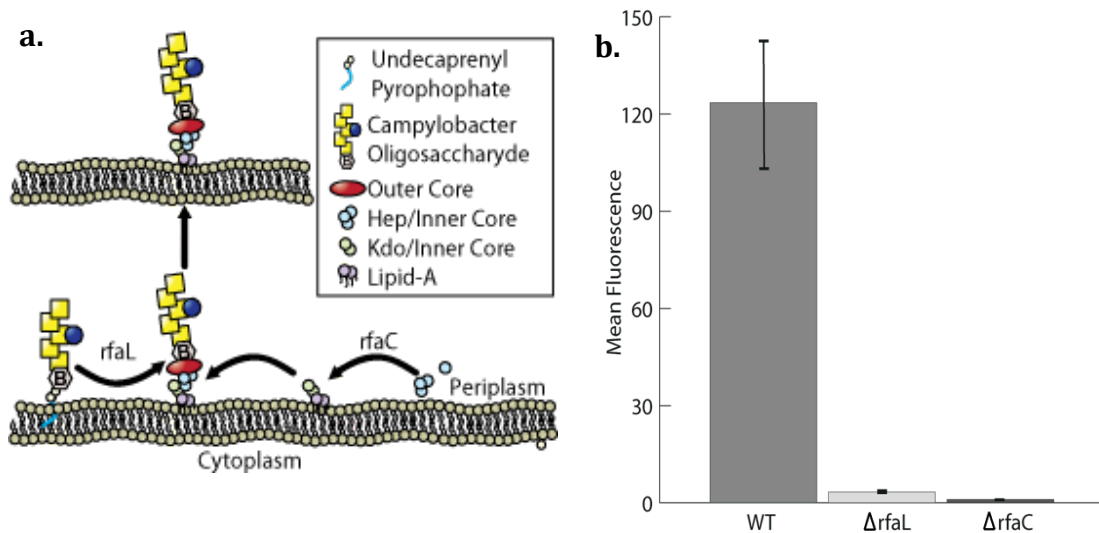 a.
Undecaprenyl
Pyrophophate
Campylobacter
Oligosaccharyde
Outer Core
Hep/Inner Core
Kdo/Inner Core
Lipid-A
B
B
B
B
rfaL
rfaC
Periplasm
Cytoplasm
b.
Mean Fluorescence
150
120
90
60
30
0
WT
ΔrfaL
ΔrfaC